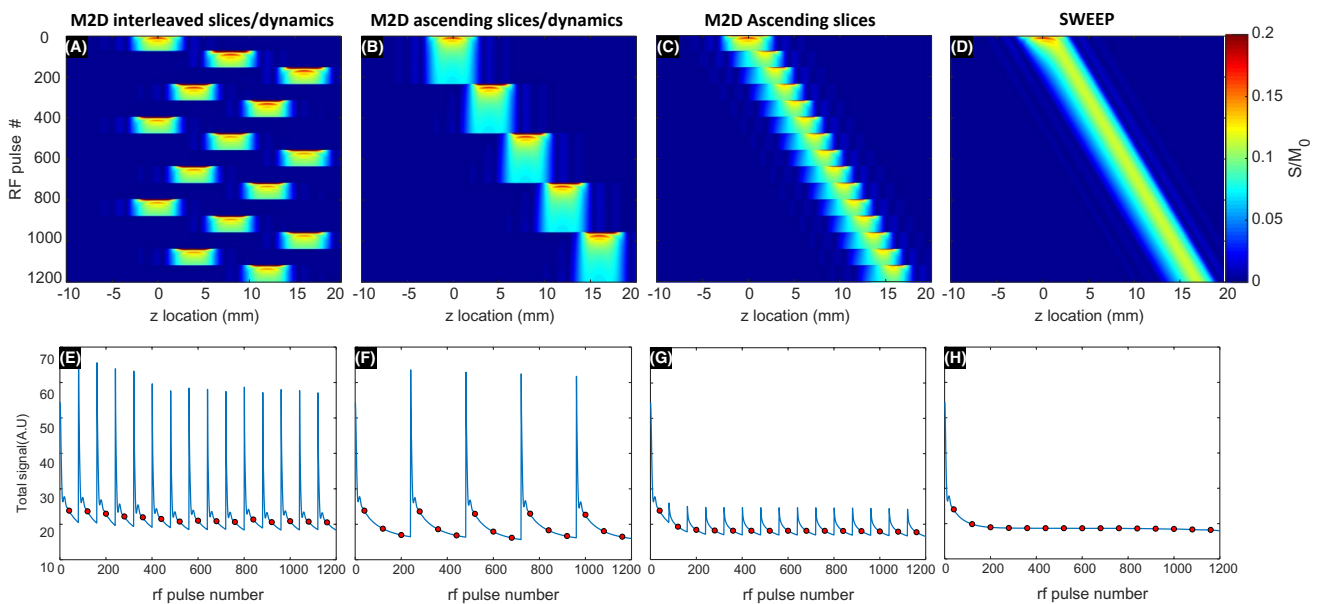 M2D interleaved slices/dynamics
M2D ascending slices/dynamics
M2D Ascending slices
SWEEP
(A)
(B)
(C)
(D)
RF pulse #
0
200
400
600
800
1000
1200
-10 -5 0 5 10 15 20
-10 -5 0 5 10 15 20
-10 -5 0 5 10 15 20
-10 -5 0 5 10 15 20
z location (mm)
z location (mm)
z location (mm)
z location (mm)
0.2
0.15
0.1
0.05
0
S/M0
(E)
(F)
(G)
(H)
Total signal(A.U)
70
60
50
40
30
20
10
0 200 400 600 800 1000 1200
0 200 400 600 800 1000 1200
0 200 400 600 800 1000 1200
0 200 400 600 800 1000 1200
rf pulse number
rf pulse number
rf pulse number
rf pulse number